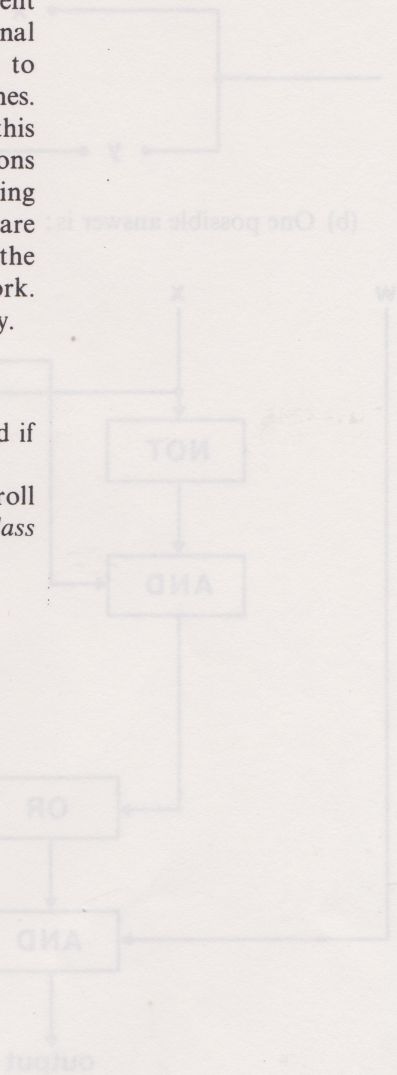 ent
nal
to
nes.
this
ons
ing
are
the
ork.
y.
d if
roll
lass
y
(b) One possible answer is:
x
w
NOT
AND
OR
AND
output